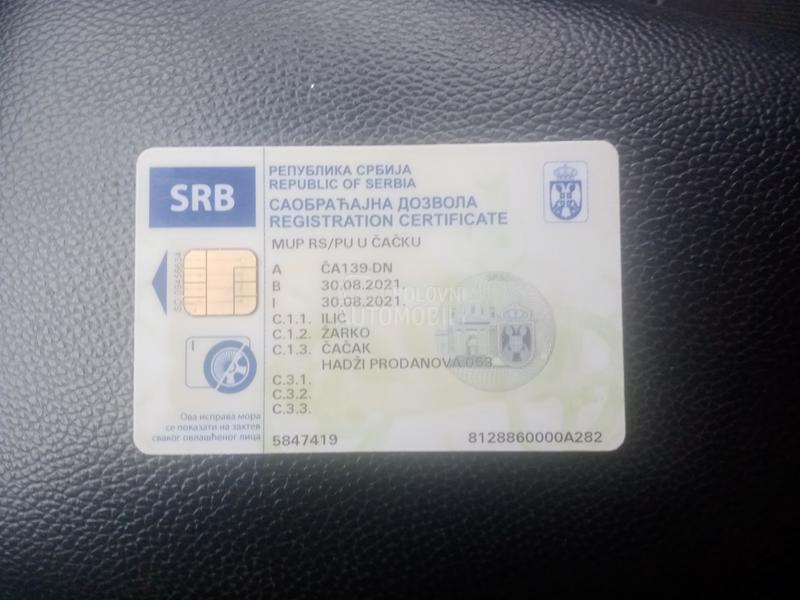 SRB
РЕПУБЛИКА СРБИЈА
REPUBLIC OF SERBIA
САОБРАЋАЈНА ДОЗВОЛА
REGISTRATION CERTIFICATE
MUP RS/PU U ČAČKU
A ČA139-DN
B 30.08.2021.
I 30.08.2021.
C.1.1. ILIĆ
C.1.2. ŽARKO
C.1.3. ČAČAK
HADŽI PRODANOVA 053
C.3.1.
C.3.2.
C.3.3.
Ова исправа мора
се показати на захтев
сваког овлашћеног лица
5847419
8128860000A282
POLOVNI
AUTOMOBILI